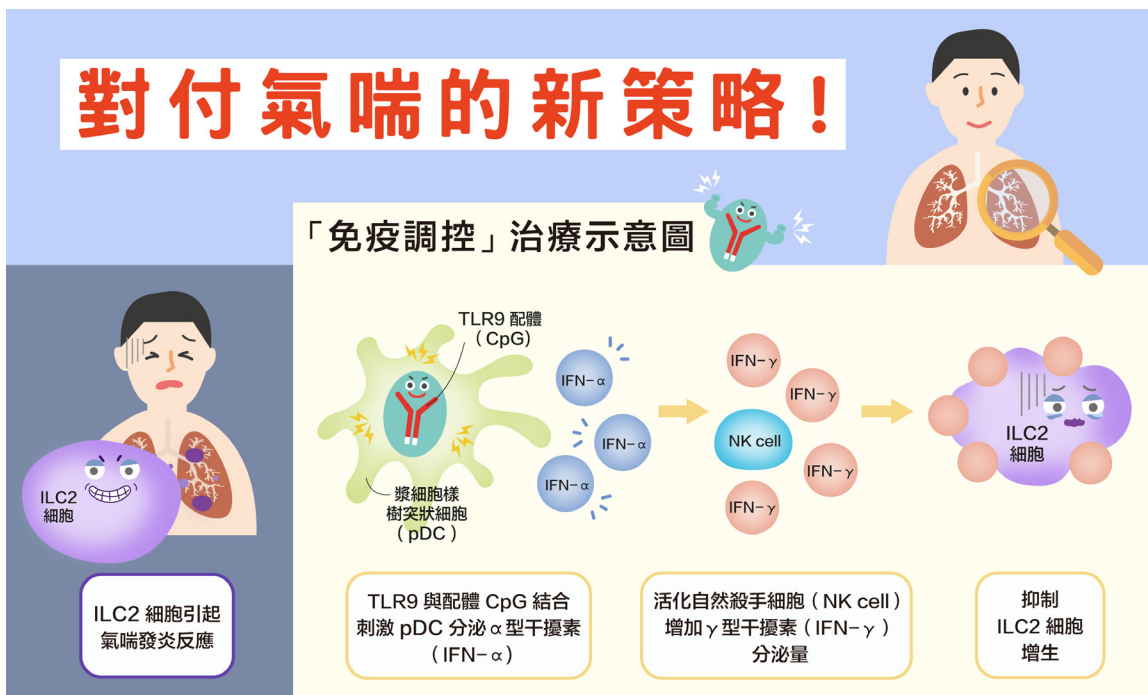 對付氣喘的新策略！
「免疫調控」治療示意圖
ILC2
細胞
ILC2 細胞引起
氣喘發炎反應
TLR9 配體
（CpG）
漿細胞樣
樹突狀細胞
（pDC）
IFN-α
IFN-α
IFN-α
TLR9 與配體 CpG 結合
刺激 pDC 分泌 α 型干擾素
（IFN-α）
IFN-γ
IFN-γ
NK cell
IFN-γ
IFN-γ
活化自然殺手細胞（NK cell）
增加 γ 型干擾素（IFN-γ）
分泌量
ILC2
細胞
抑制
ILC2 細胞
增生